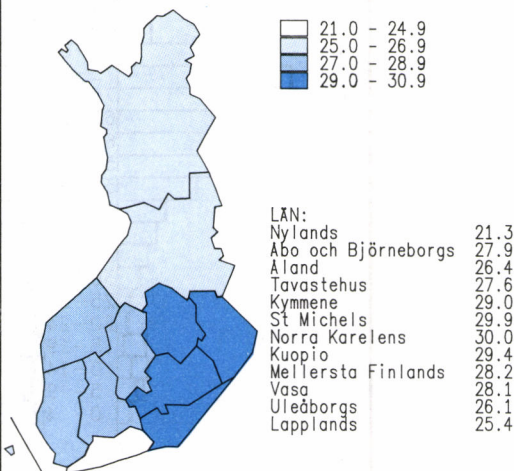 21.0 - 24.9
25.0 - 26.9
27.0 - 28.9
29.0 - 30.9
LÄN:
Nylands 21.3
Åbo och Björneborgs 27.9
Åland 26.4
Tavastehus 27.6
Kymmene 29.0
St Michels 29.9
Norra Karelens 30.0
Kuopio 29.4
Mellersta Finlands 28.2
Vasa 28.1
Uleåborgs 26.1
Lapplands 25.4